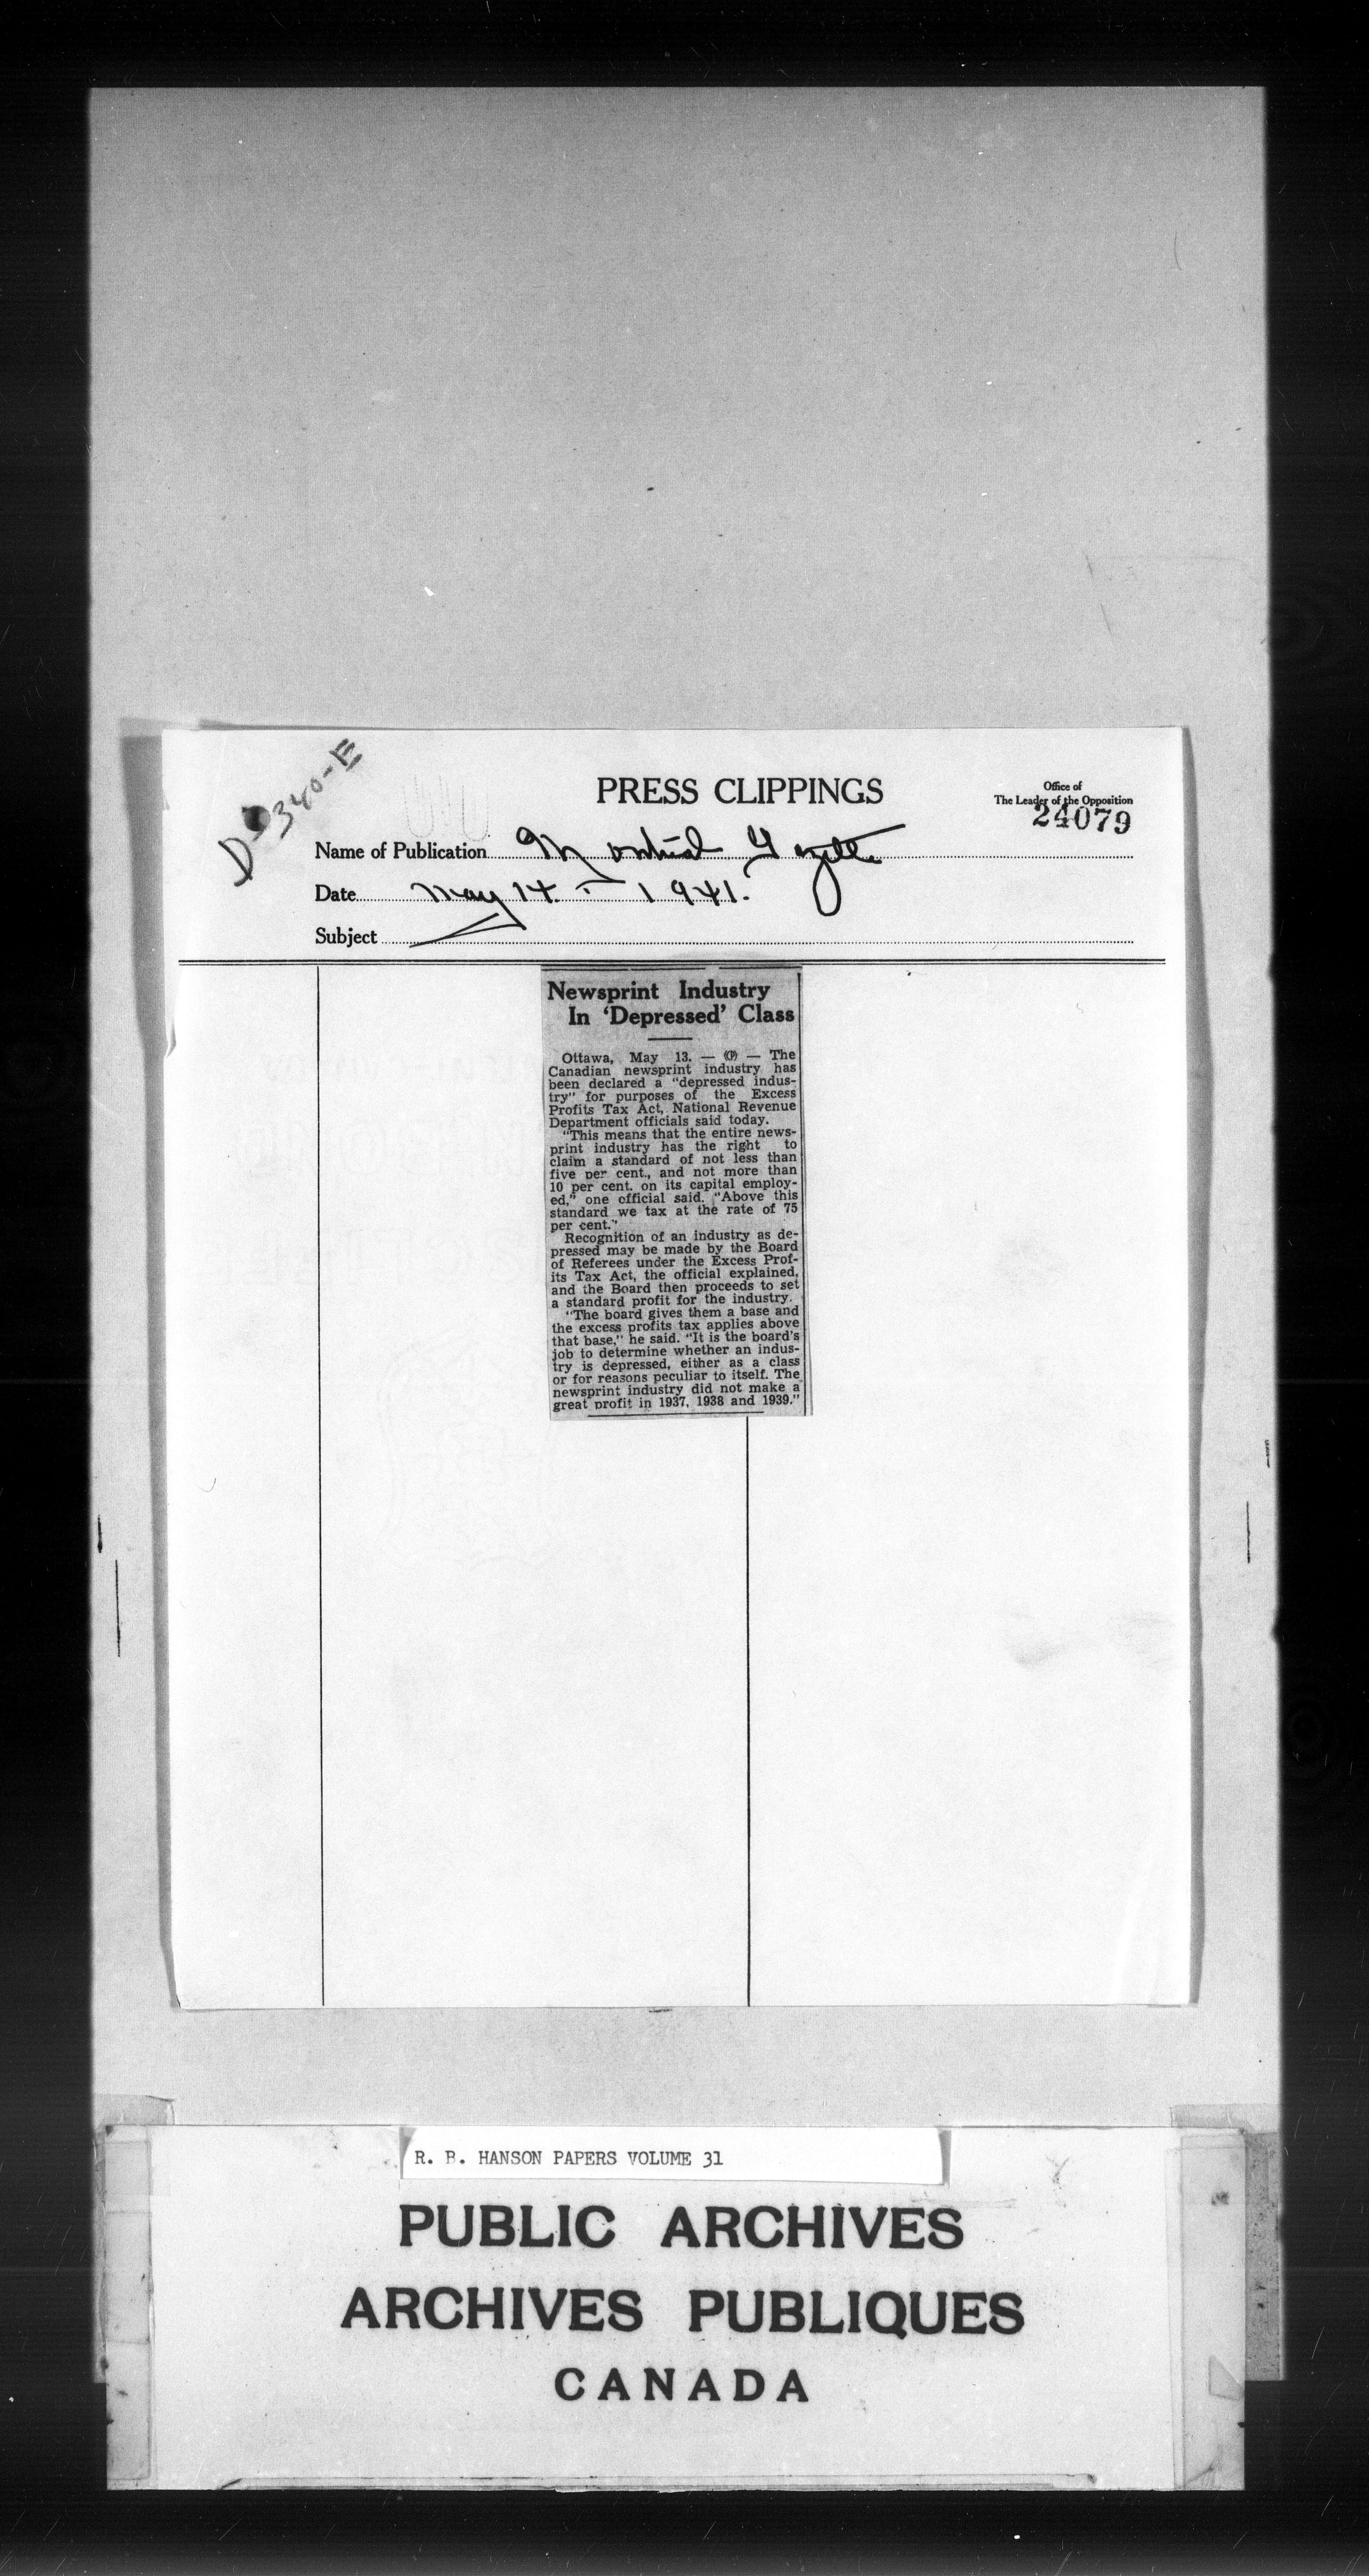 D-340-E
PRESS CLIPPINGS
Office of
The Leader of the Opposition
24079
Name of Publication Montreal Gazette
Date May 14 - 1941.
Subject
Newsprint Industry
In ‘Depressed’ Class
Ottawa, May 13. — (CP) — The
Canadian newsprint industry has
been declared a “depressed indus-
try” for purposes of the Excess
Profits Tax Act, National Revenue
Department officials said today.
“This means that the entire news-
print industry has the right to
claim a standard of not less than
five per cent., and not more than
10 per cent. on its capital employ-
ed,” one official said. “Above this
standard we tax at the rate of 75
per cent.”
Recognition of an industry as de-
pressed may be made by the Board
of Referees under the Excess Prof-
its Tax Act, the official explained,
and the Board then proceeds to set
a standard profit for the industry.
“The board gives them a base and
the excess profits tax applies above
that base,” he said. “It is the board’s
job to determine whether an indus-
try is depressed, either as a class
or for reasons peculiar to itself. The
newsprint industry did not make a
great profit in 1937, 1938 and 1939.”
R. B. HANSON PAPERS VOLUME 31
PUBLIC ARCHIVES
ARCHIVES PUBLIQUES
CANADA